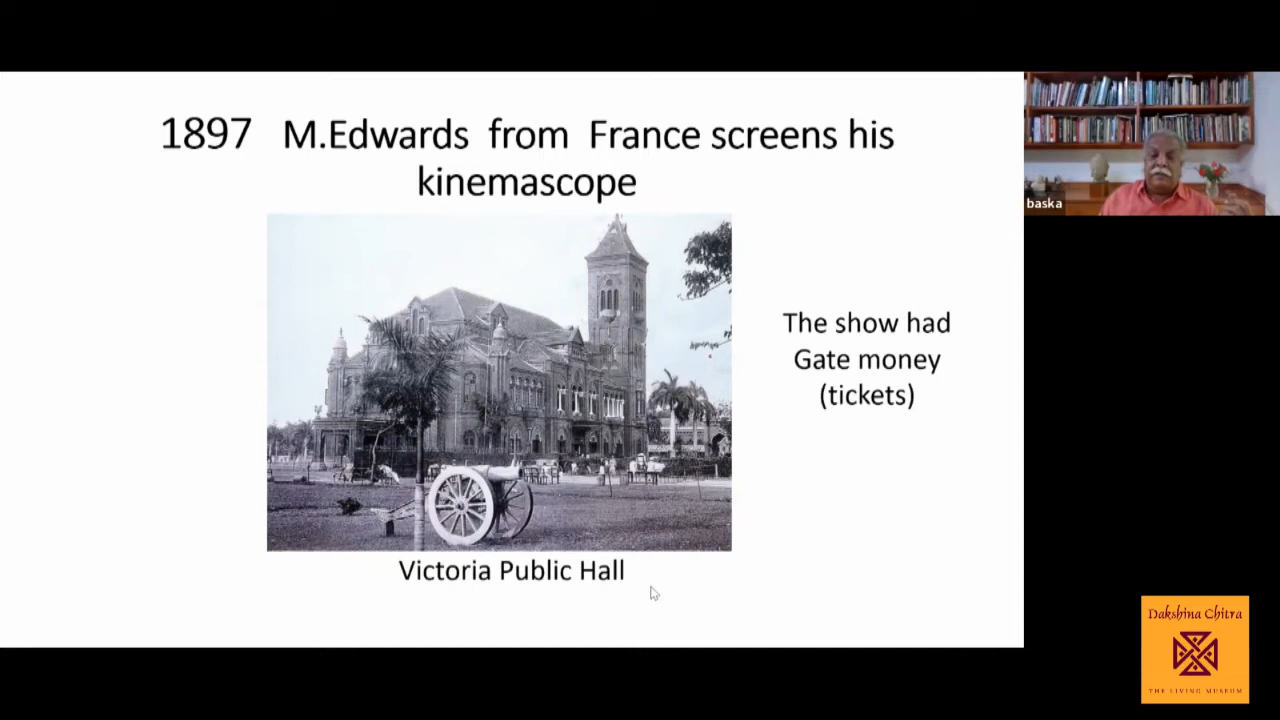 1897 M.Edwards from France screens his
kinemascope
The show had
Gate money
(tickets)
Victoria Public Hall
baska
Dakshina Chitra
THE LIVING MUSEUM